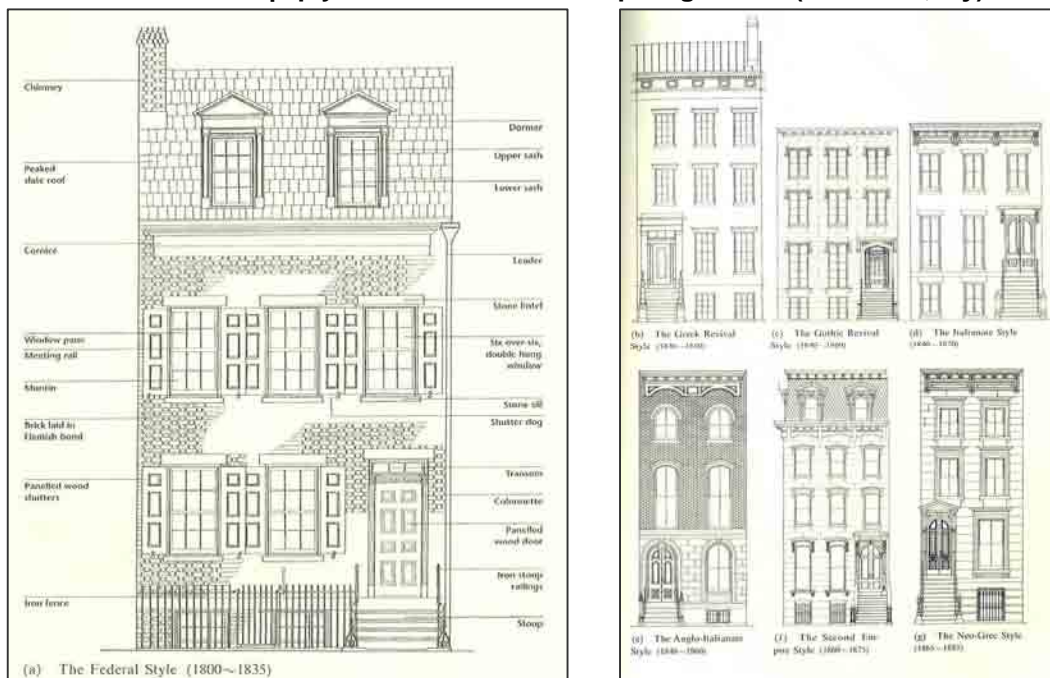 Chimney
Peaked
slate roof
Cornice
Window pane
Meeting rail
Muntin
Brick laid in
Flemish bond
Panelled wood
shutters
Iron fence
Dormer
Upper sash
Lower sash
Leader
Stone lintel
Six over six,
double hung
window
Stone sill
Shutter dog
Transom
Colonnette
Panelled
wood door
Iron stoop
railings
Stoop
(a) The Federal Style (1800~1835)
(b) The Greek Revival
Style
(c) The Gothic Revival
Style
(d) The Italianate Style
(e) The Anglo-Italianate
Style
(f) The Second Em-
pire Style
(g) The Neo-Grec Style